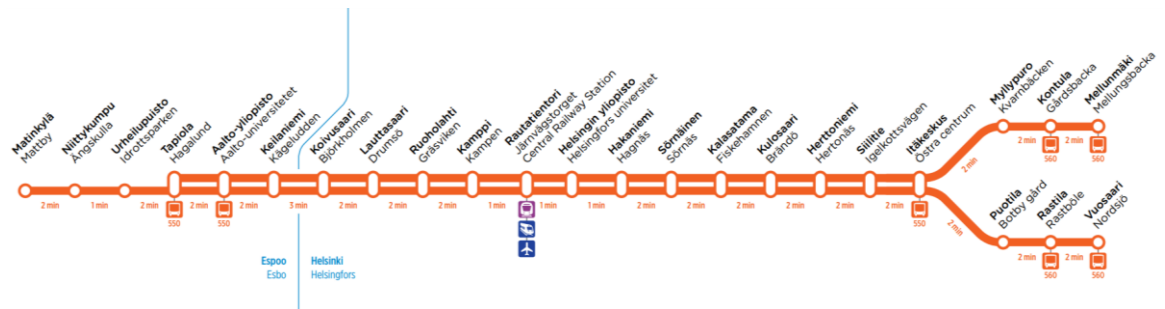 Matinkylä
Mattby
Niittykumpu
Ängskulla
Urheilupuisto
Idrottsparken
Tapiola
Hagalund
Aalto-yliopisto
Aalto-universitetet
Keilaniemi
Kägeludden
Koivusaari
Björkholmen
Lauttasaari
Drumsö
Ruoholahti
Gräsviken
Kamppi
Kampen
Rautatientori
Järnvägstorget
Central Railway Station
Helsingin yliopisto
Helsingfors universitet
Hakaniemi
Hagnäs
Sörnäinen
Sörnäs
Kalasatama
Fiskehamnen
Kulosaari
Brändö
Herttoniemi
Hertonäs
Siilitie
Igelkottsvägen
Itäkeskus
Östra centrum
Myllypuro
Kvarnbäcken
Kontula
Gårdsbacka
Mellunmäki
Mellungsbacka
2 min
2 min
2 min
560
560
2 min
1 min
2 min
2 min
2 min
3 min
2 min
2 min
2 min
1 min
1 min
1 min
2 min
2 min
2 min
2 min
2 min
2 min
550
550
550
Puotila
Botby gård
Rastila
Rastböle
Vuosaari
Nordsjö
2 min
2 min
2 min
560
560
Espoo
Esbo
Helsinki
Helsingfors